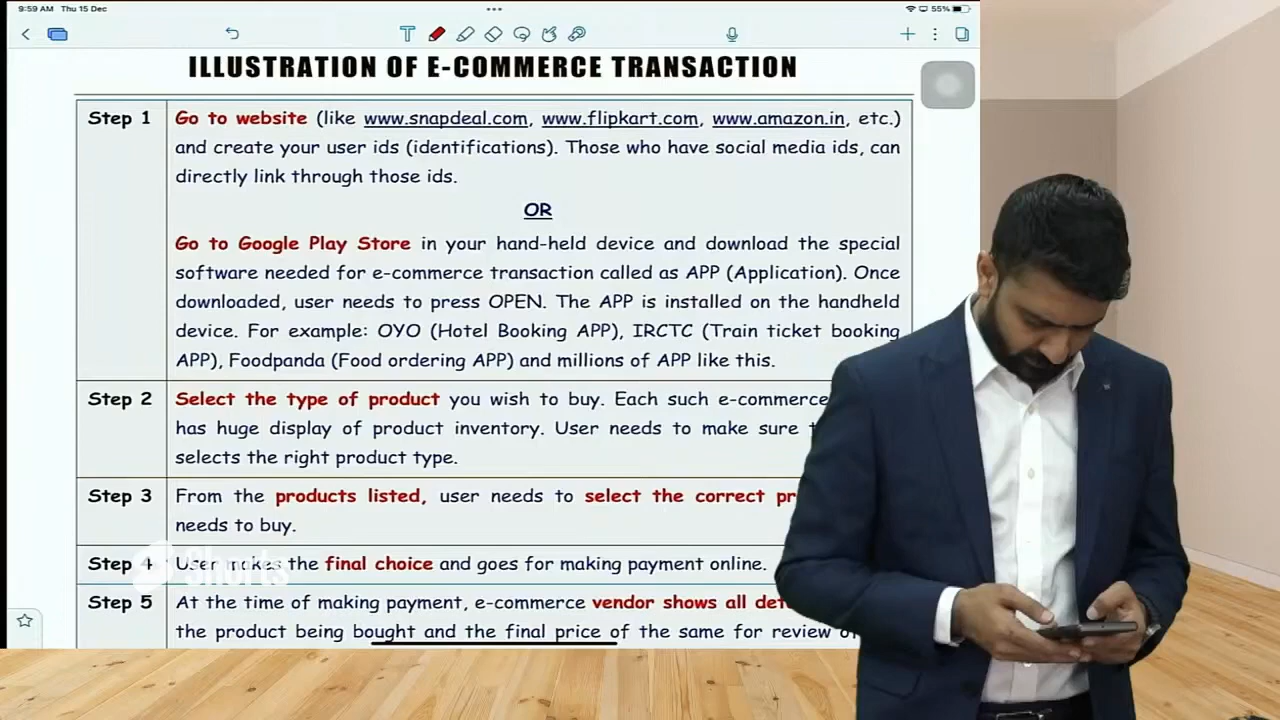 9:59 AM Thu 15 Dec
55%
ILLUSTRATION OF E-COMMERCE TRANSACTION
Step 1
Go to website (like www.snapdeal.com, www.flipkart.com, www.amazon.in, etc.)
and create your user ids (identifications). Those who have social media ids, can
directly link through those ids.
OR
Go to Google Play Store in your hand-held device and download the special
software needed for e-commerce transaction called as APP (Application). Once
downloaded, user needs to press OPEN. The APP is installed on the handheld
device. For example: OYO (Hotel Booking APP), IRCTC (Train ticket booking
APP), Foodpanda (Food ordering APP) and millions of APP like this.
Step 2
Select the type of product you wish to buy. Each such e-commerce
has huge display of product inventory. User needs to make sure
selects the right product type.
Step 3
From the products listed, user needs to select the correct
needs to buy.
Step 4
User makes the final choice and goes for making payment online.
Shorts
Step 5
At the time of making payment, e-commerce vendor shows all
the product being bought and the final price of the same for review